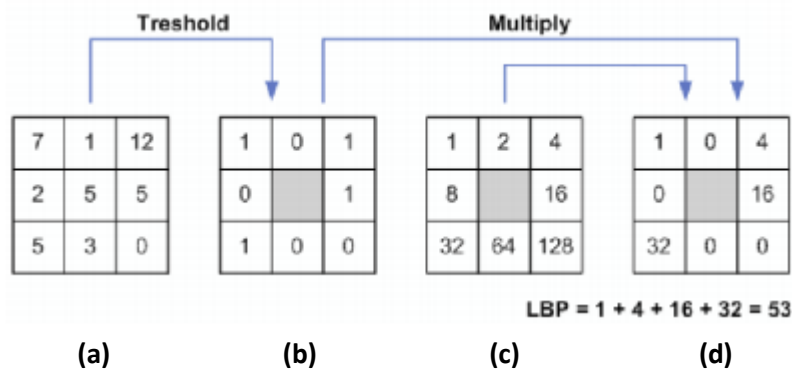 Treshold Multiply
7 1 12 1 0 1 1 2 4 1 0 4
2 5 5 0 1 8 16 0 16
5 3 0 1 0 0 32 64 128 32 0 0
LBP = 1 + 4 + 16 + 32 = 53
(a) (b) (c) (d)